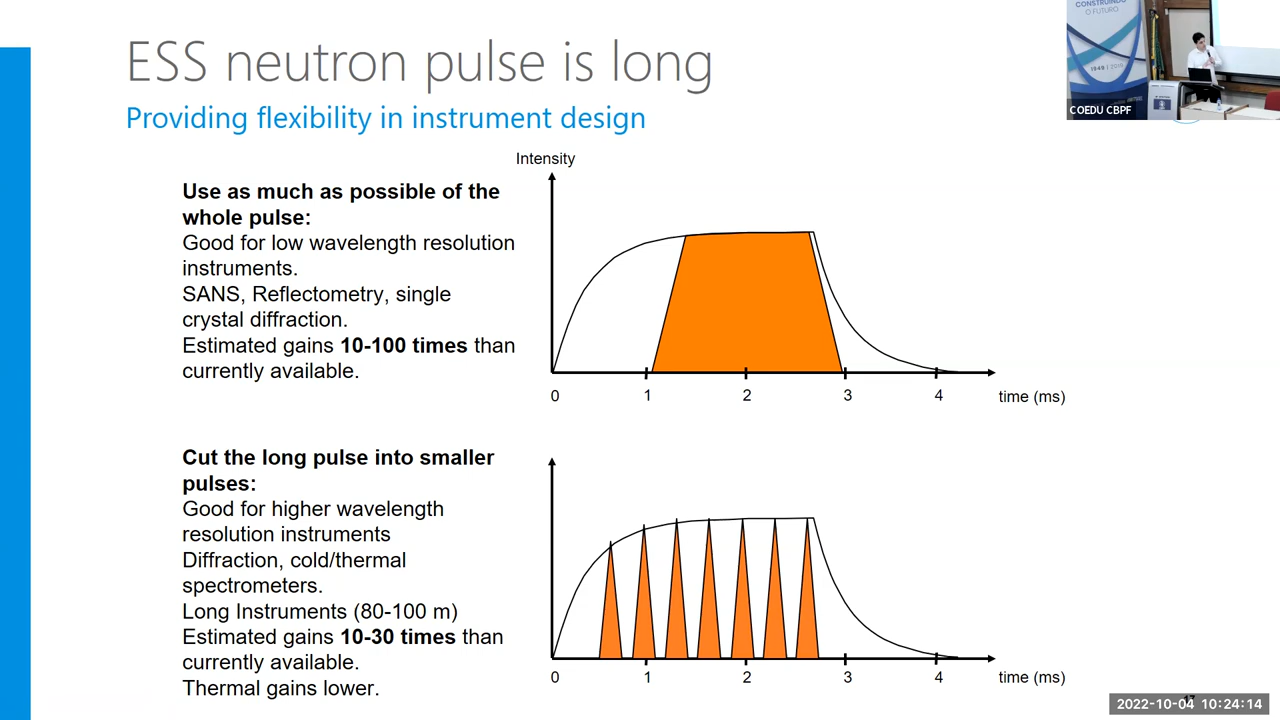 ESS neutron pulse is long
Providing flexibility in instrument design
CONSTRUINDO
O FUTURO
COEDU CBPF
Use as much as possible of the
whole pulse:
Good for low wavelength resolution
instruments.
SANS, Reflectometry, single
crystal diffraction.
Estimated gains 10-100 times than
currently available.
Intensity
0 1 2 3 4 time (ms)
Cut the long pulse into smaller
pulses:
Good for higher wavelength
resolution instruments
Diffraction, cold/thermal
spectrometers.
Long Instruments (80-100 m)
Estimated gains 10-30 times than
currently available.
Thermal gains lower.
0 1 2 3 4 time (ms)
2022-10-04 10:24:14